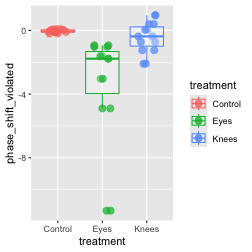 0
-4
-8
phase_shift_violated
Control
Eyes
Knees
treatment
treatment
Control
Eyes
Knees